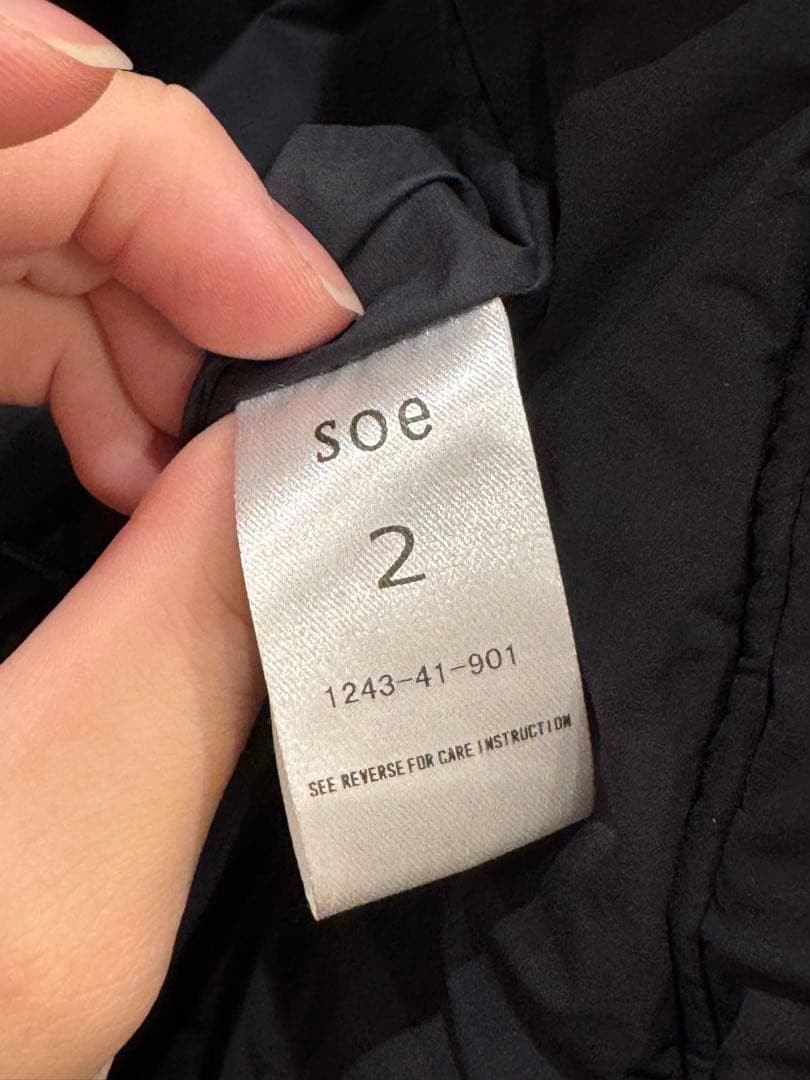 soe
2
1243-41-901
SEE REVERSE FOR CARE INSTRUCTION